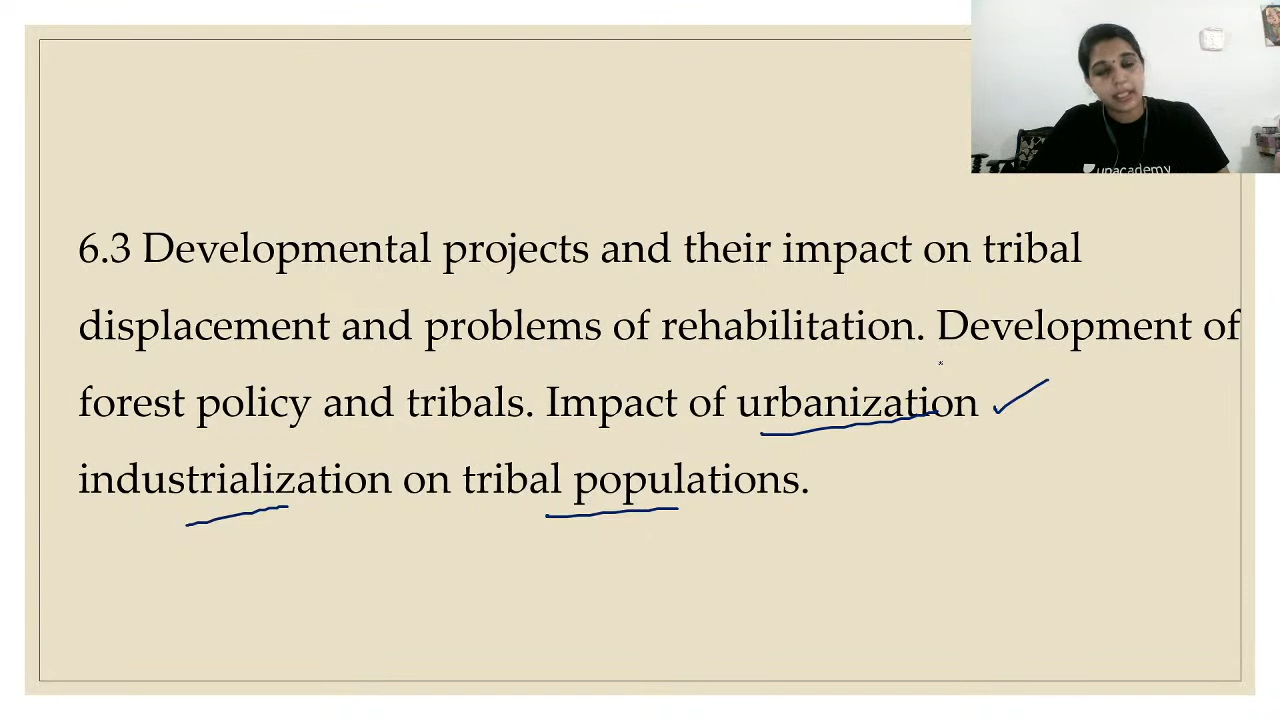 unacademy
6.3 Developmental projects and their impact on tribal
displacement and problems of rehabilitation. Development of
forest policy and tribals. Impact of urbanization
industrialization on tribal populations.